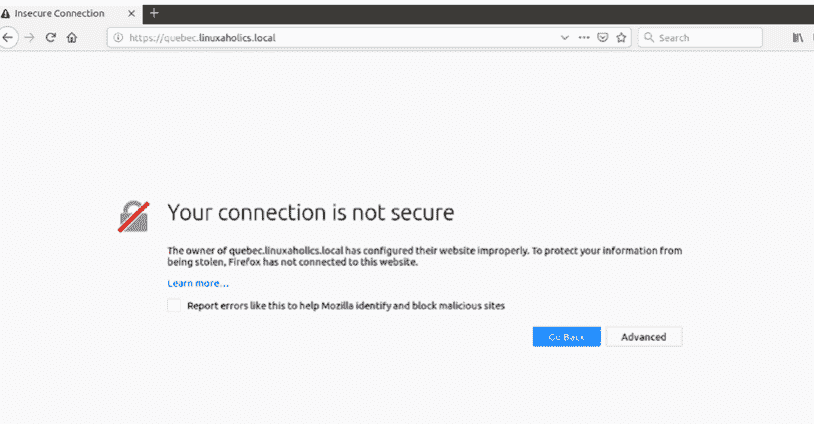 Insecure Connection
https://quebec.linuxaholics.local
Search
Your connection is not secure
The owner of quebec.linuxaholics.local has configured their website improperly. To protect your information from
being stolen, Firefox has not connected to this website.
Learn more...
Report errors like this to help Mozilla identify and block malicious sites
Go Back Advanced